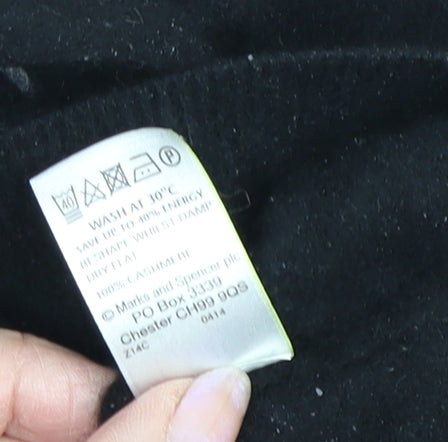 40 P
WASH AT 30°C
SAVE UP TO 40% ENERGY
RESHAPE WHILST DAMP
DRY FLAT
100% CASHMERE
© Marks and Spencer plc
PO Box 3339
Chester CH99 9QS
Z14C 0414